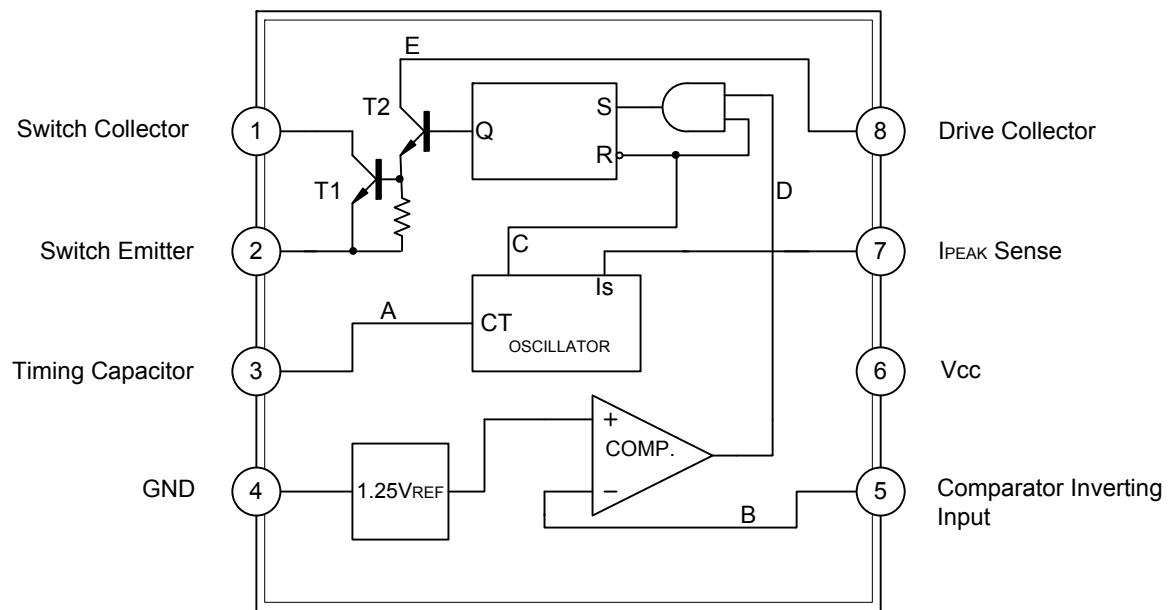 E
T2
S
Switch Collector
1
Q
8
Drive Collector
R
T1
D
Switch Emitter
2
C
7
IPEAK Sense
Is
A
CT
OSCILLATOR
Timing Capacitor
3
6
Vcc
+
COMP.
GND
4
1.25VREF
−
5
Comparator Inverting
Input
B